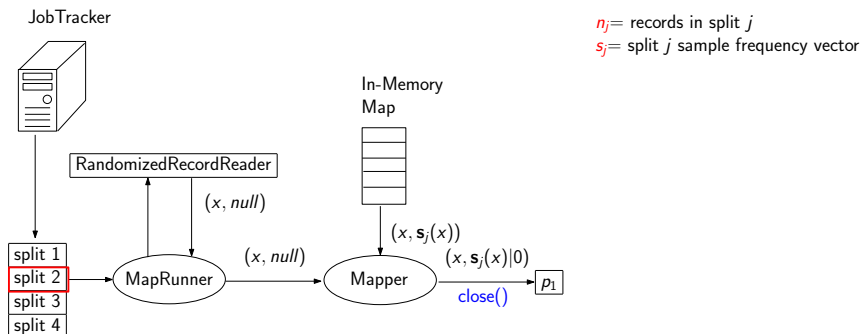 JobTracker
n_j= records in split j
s_j= split j sample frequency vector
In-Memory
Map
RandomizedRecordReader
(x, null)
(x, s_j(x))
split 1
split 2
split 3
split 4
MapRunner
(x, null)
Mapper
(x, s_j(x)|0)
close()
p_1